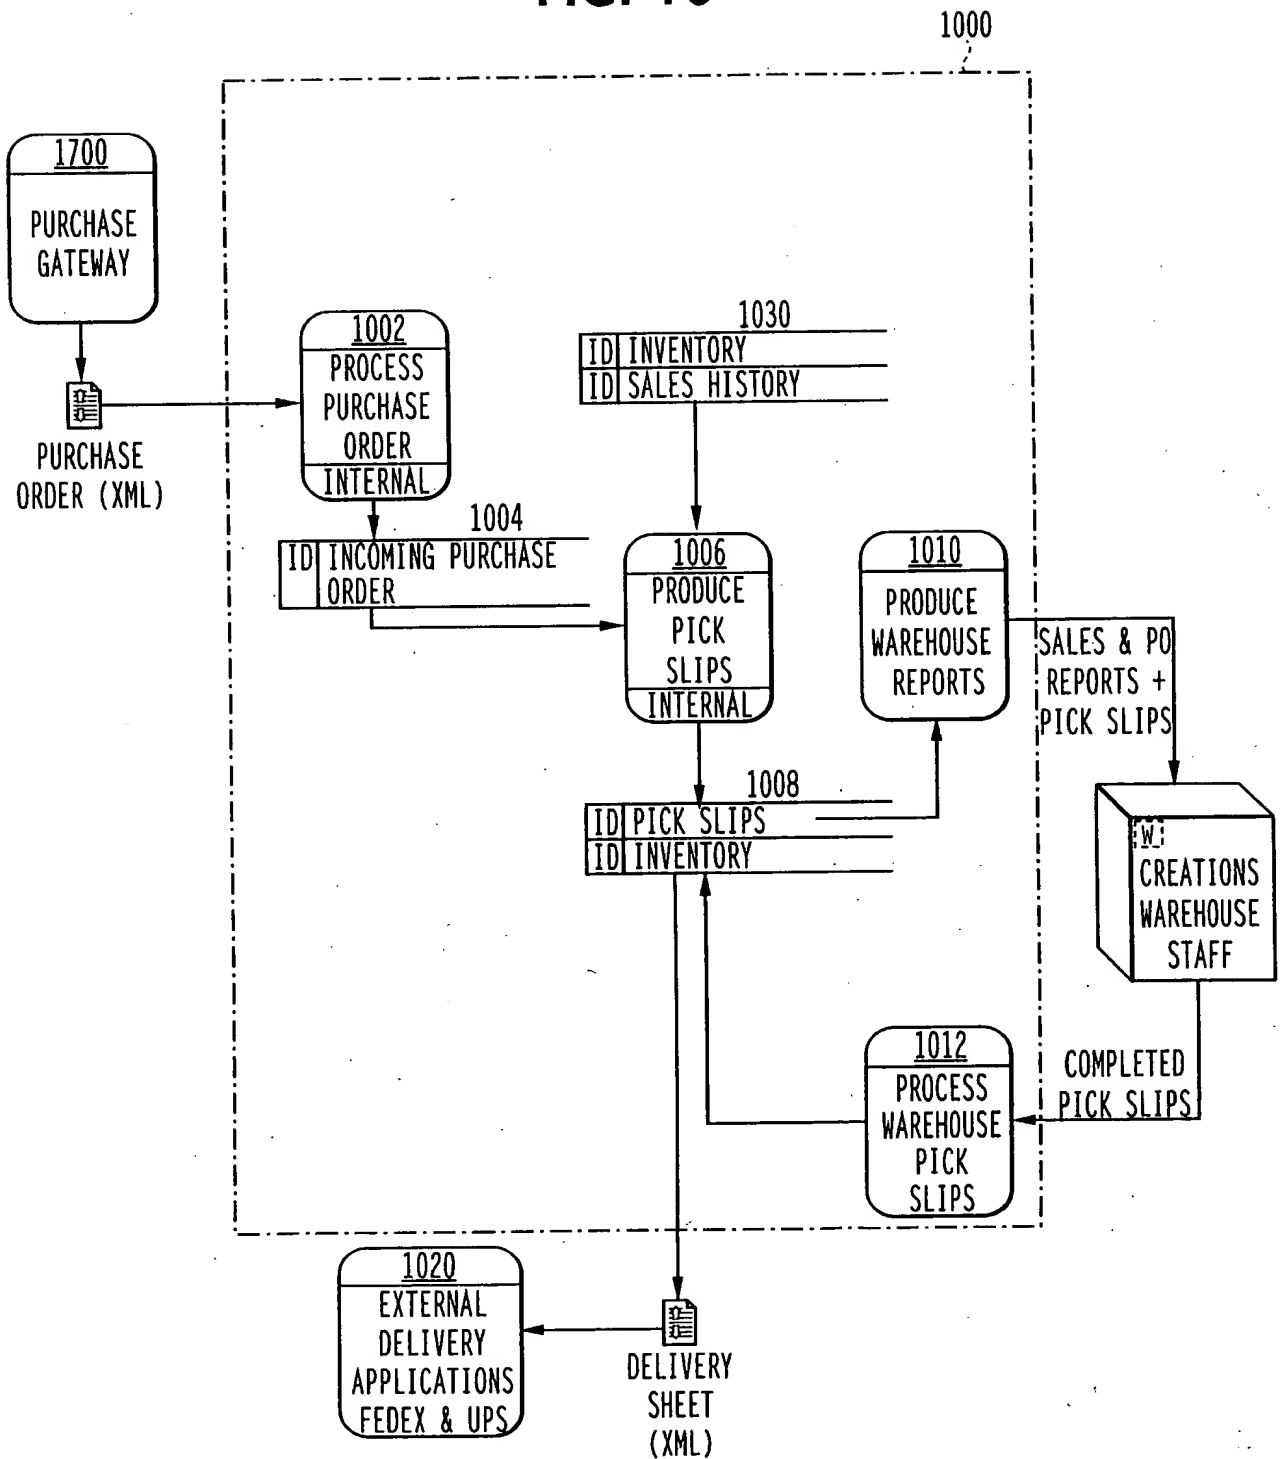 1000
1700
PURCHASE
GATEWAY
PURCHASE
ORDER (XML)
1002
PROCESS
PURCHASE
ORDER
INTERNAL
1030
ID INVENTORY
ID SALES HISTORY
1004
ID INCOMING PURCHASE
ORDER
1006
PRODUCE
PICK
SLIPS
INTERNAL
1010
PRODUCE
WAREHOUSE
REPORTS
SALES & PO
REPORTS +
PICK SLIPS
1008
ID PICK SLIPS
ID INVENTORY
W
CREATIONS
WAREHOUSE
STAFF
1012
PROCESS
WAREHOUSE
PICK
SLIPS
COMPLETED
PICK SLIPS
1020
EXTERNAL
DELIVERY
APPLICATIONS
FEDEX & UPS
DELIVERY
SHEET
(XML)